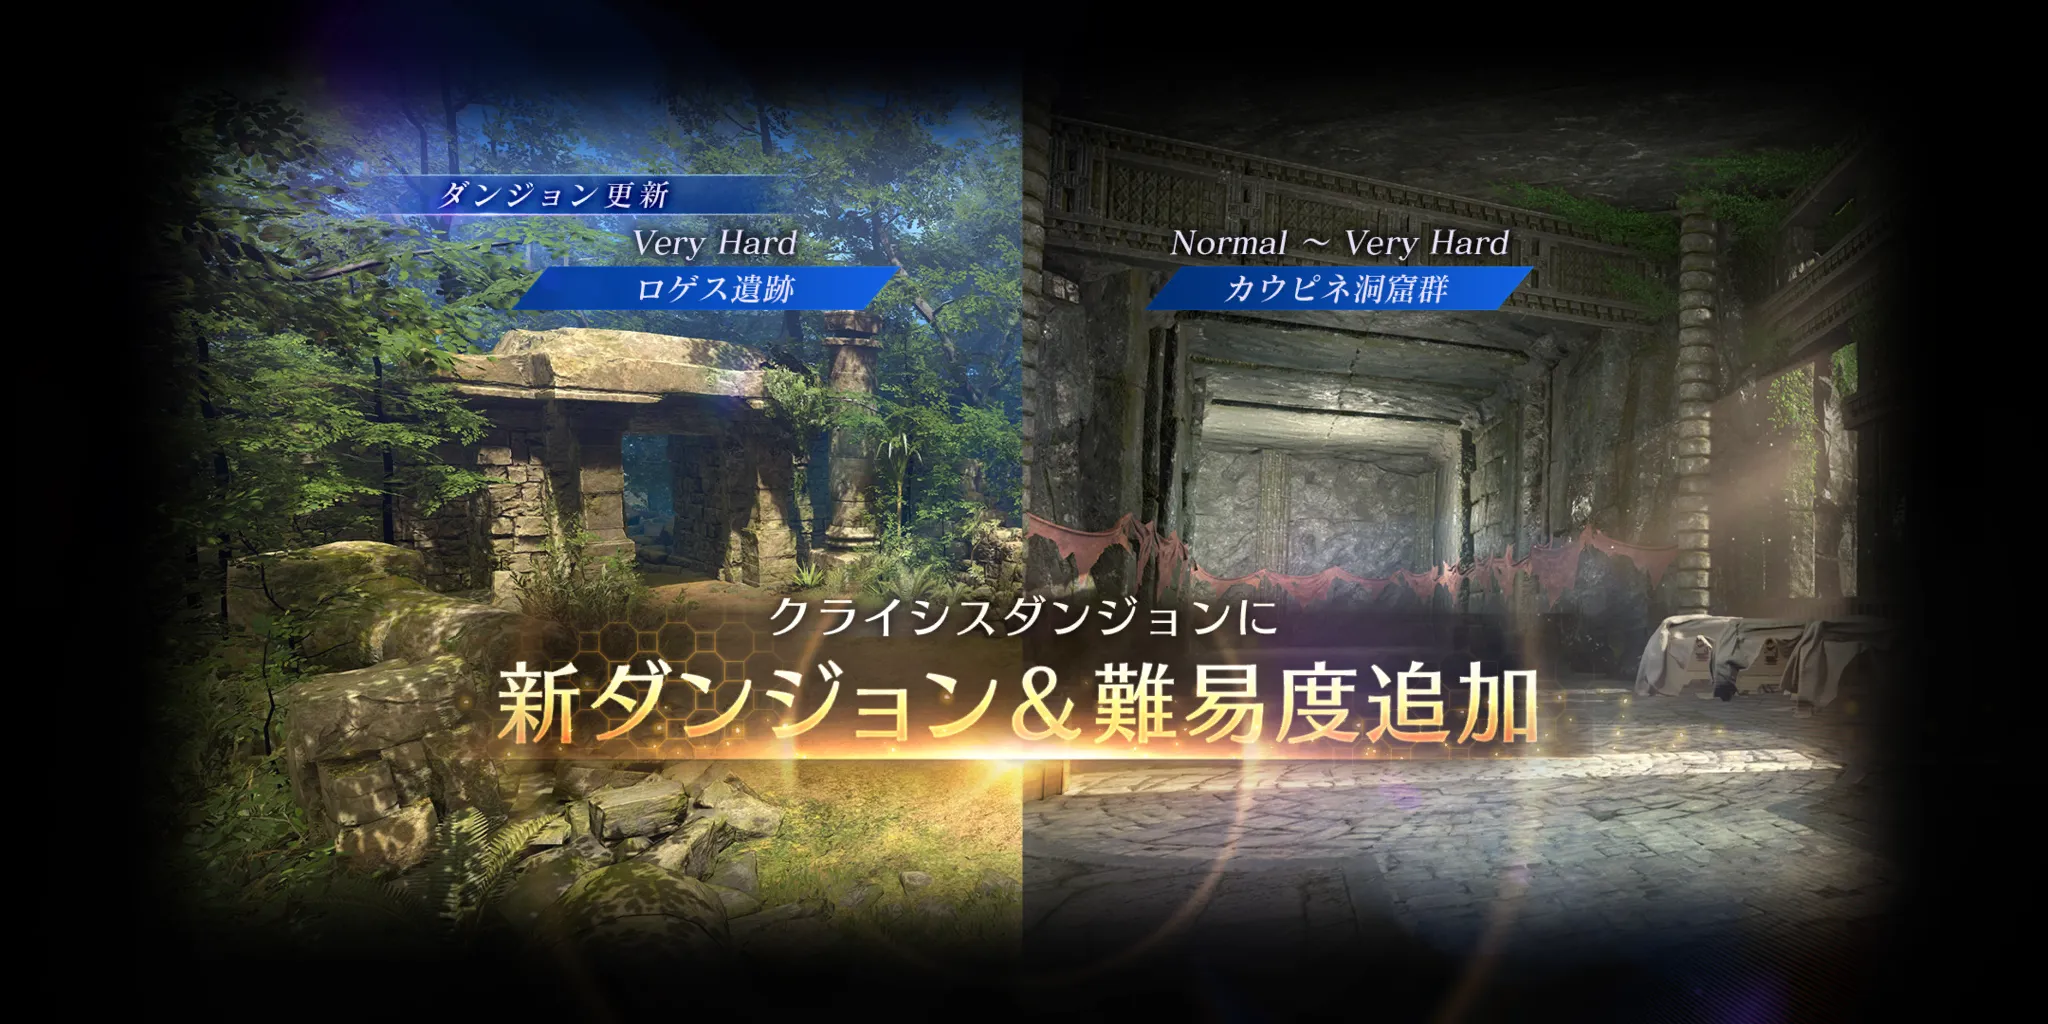 ダンジョン更新
Very Hard
ロゲス遺跡
Normal ～ Very Hard
カウピネ洞窟群
クライシスダンジョンに
新ダンジョン&難易度追加